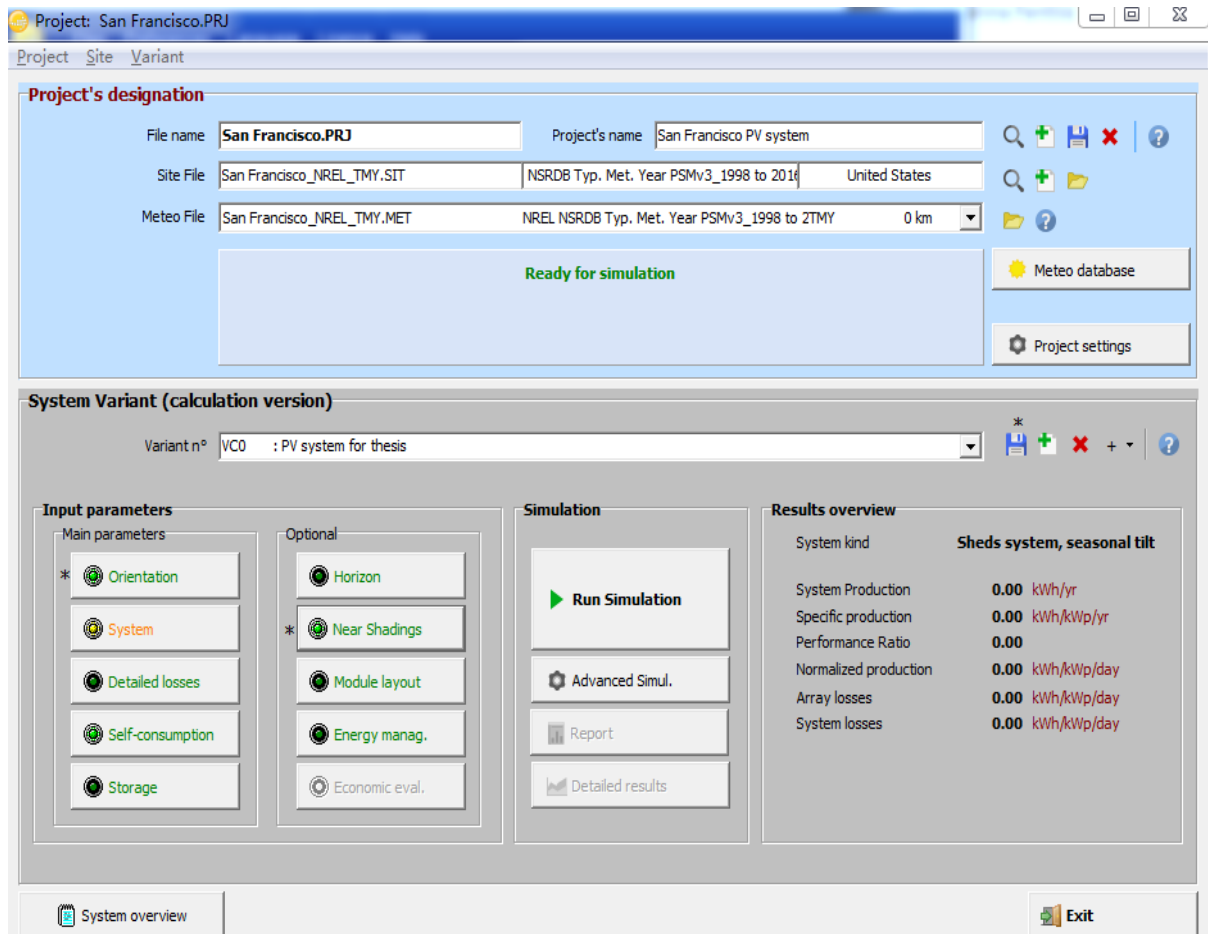 Project: San Francisco.PRJ
Project Site Variant
Project's designation
File name San Francisco.PRJ Project's name San Francisco PV system
Site File San Francisco_NREL_TMY.SIT NSRDB Typ. Met. Year PSMv3_1998 to 2016 United States
Meteo File San Francisco_NREL_TMY.MET NREL NSRDB Typ. Met. Year PSMv3_1998 to 2TMY 0 km
Ready for simulation
Meteo database
Project settings
System Variant (calculation version)
*
Variant n° VC0 : PV system for thesis +
Input parameters
Main parameters
* Orientation
System
Detailed losses
Self-consumption
Storage
Optional
Horizon
* Near Shadings
Module layout
Energy manag.
Economic eval.
Simulation
Run Simulation
Advanced Simul.
Report
Detailed results
Results overview
System kind Sheds system, seasonal tilt
System Production 0.00 kWh/yr
Specific production 0.00 kWh/kWp/yr
Performance Ratio 0.00
Normalized production 0.00 kWh/kWp/day
Array losses 0.00 kWh/kWp/day
System losses 0.00 kWh/kWp/day
System overview
Exit